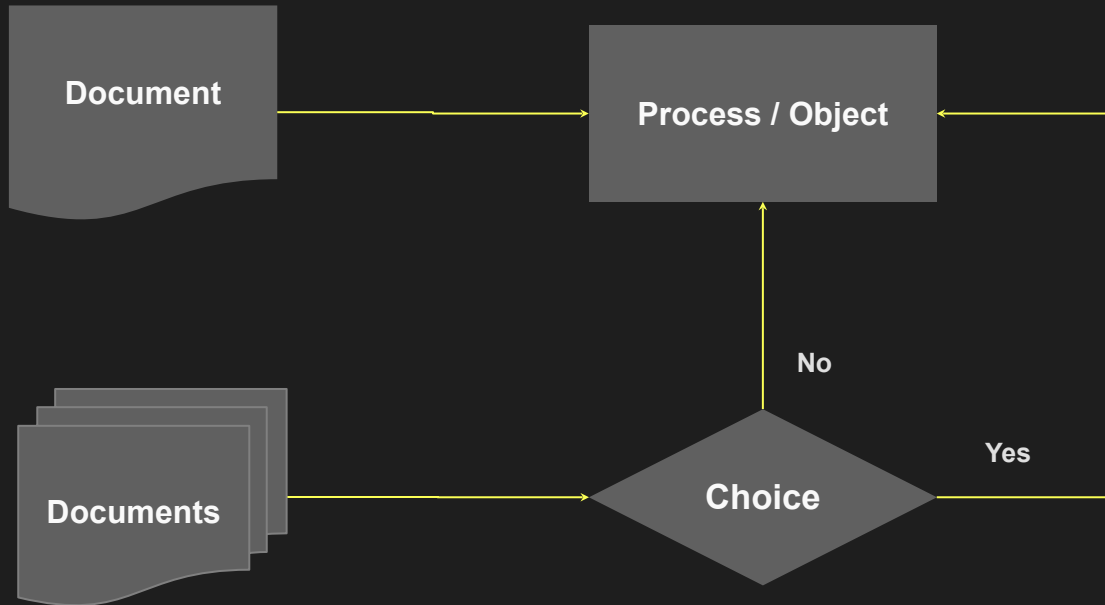 Document
Process / Object
No
Yes
Documents
Choice